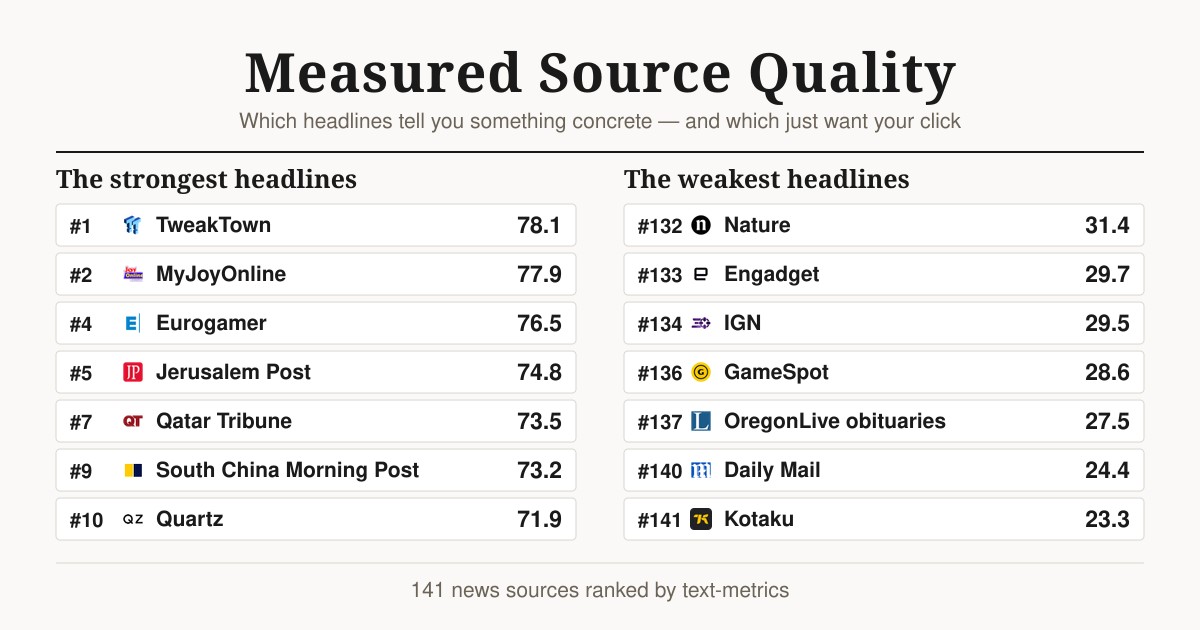 Measured Source Quality
Which headlines tell you something concrete — and which just want your click
The strongest headlines
#1 TweakTown 78.1
#2 MyJoyOnline 77.9
#4 Eurogamer 76.5
#5 JP Jerusalem Post 74.8
#7 QT Qatar Tribune 73.5
#9 South China Morning Post 73.2
#10 QZ Quartz 71.9
The weakest headlines
#132 n Nature 31.4
#133 e Engadget 29.7
#134 IGN 29.5
#136 G GameSpot 28.6
#137 L OregonLive obituaries 27.5
#140 m Daily Mail 24.4
#141 K Kotaku 23.3
141 news sources ranked by text-metrics